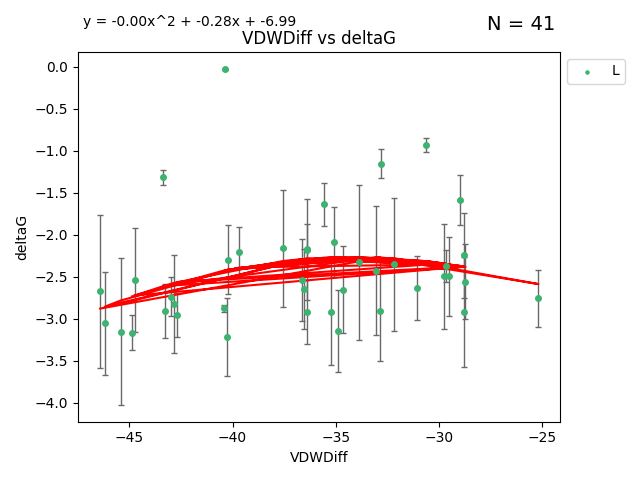 y = -0.00x^2 + -0.28x + -6.99
N = 41
VDWDiff vs deltaG
L
deltaG
0.0
−0.5
−1.0
−1.5
−2.0
−2.5
−3.0
−3.5
−4.0
−45
−40
−35
−30
−25
VDWDiff